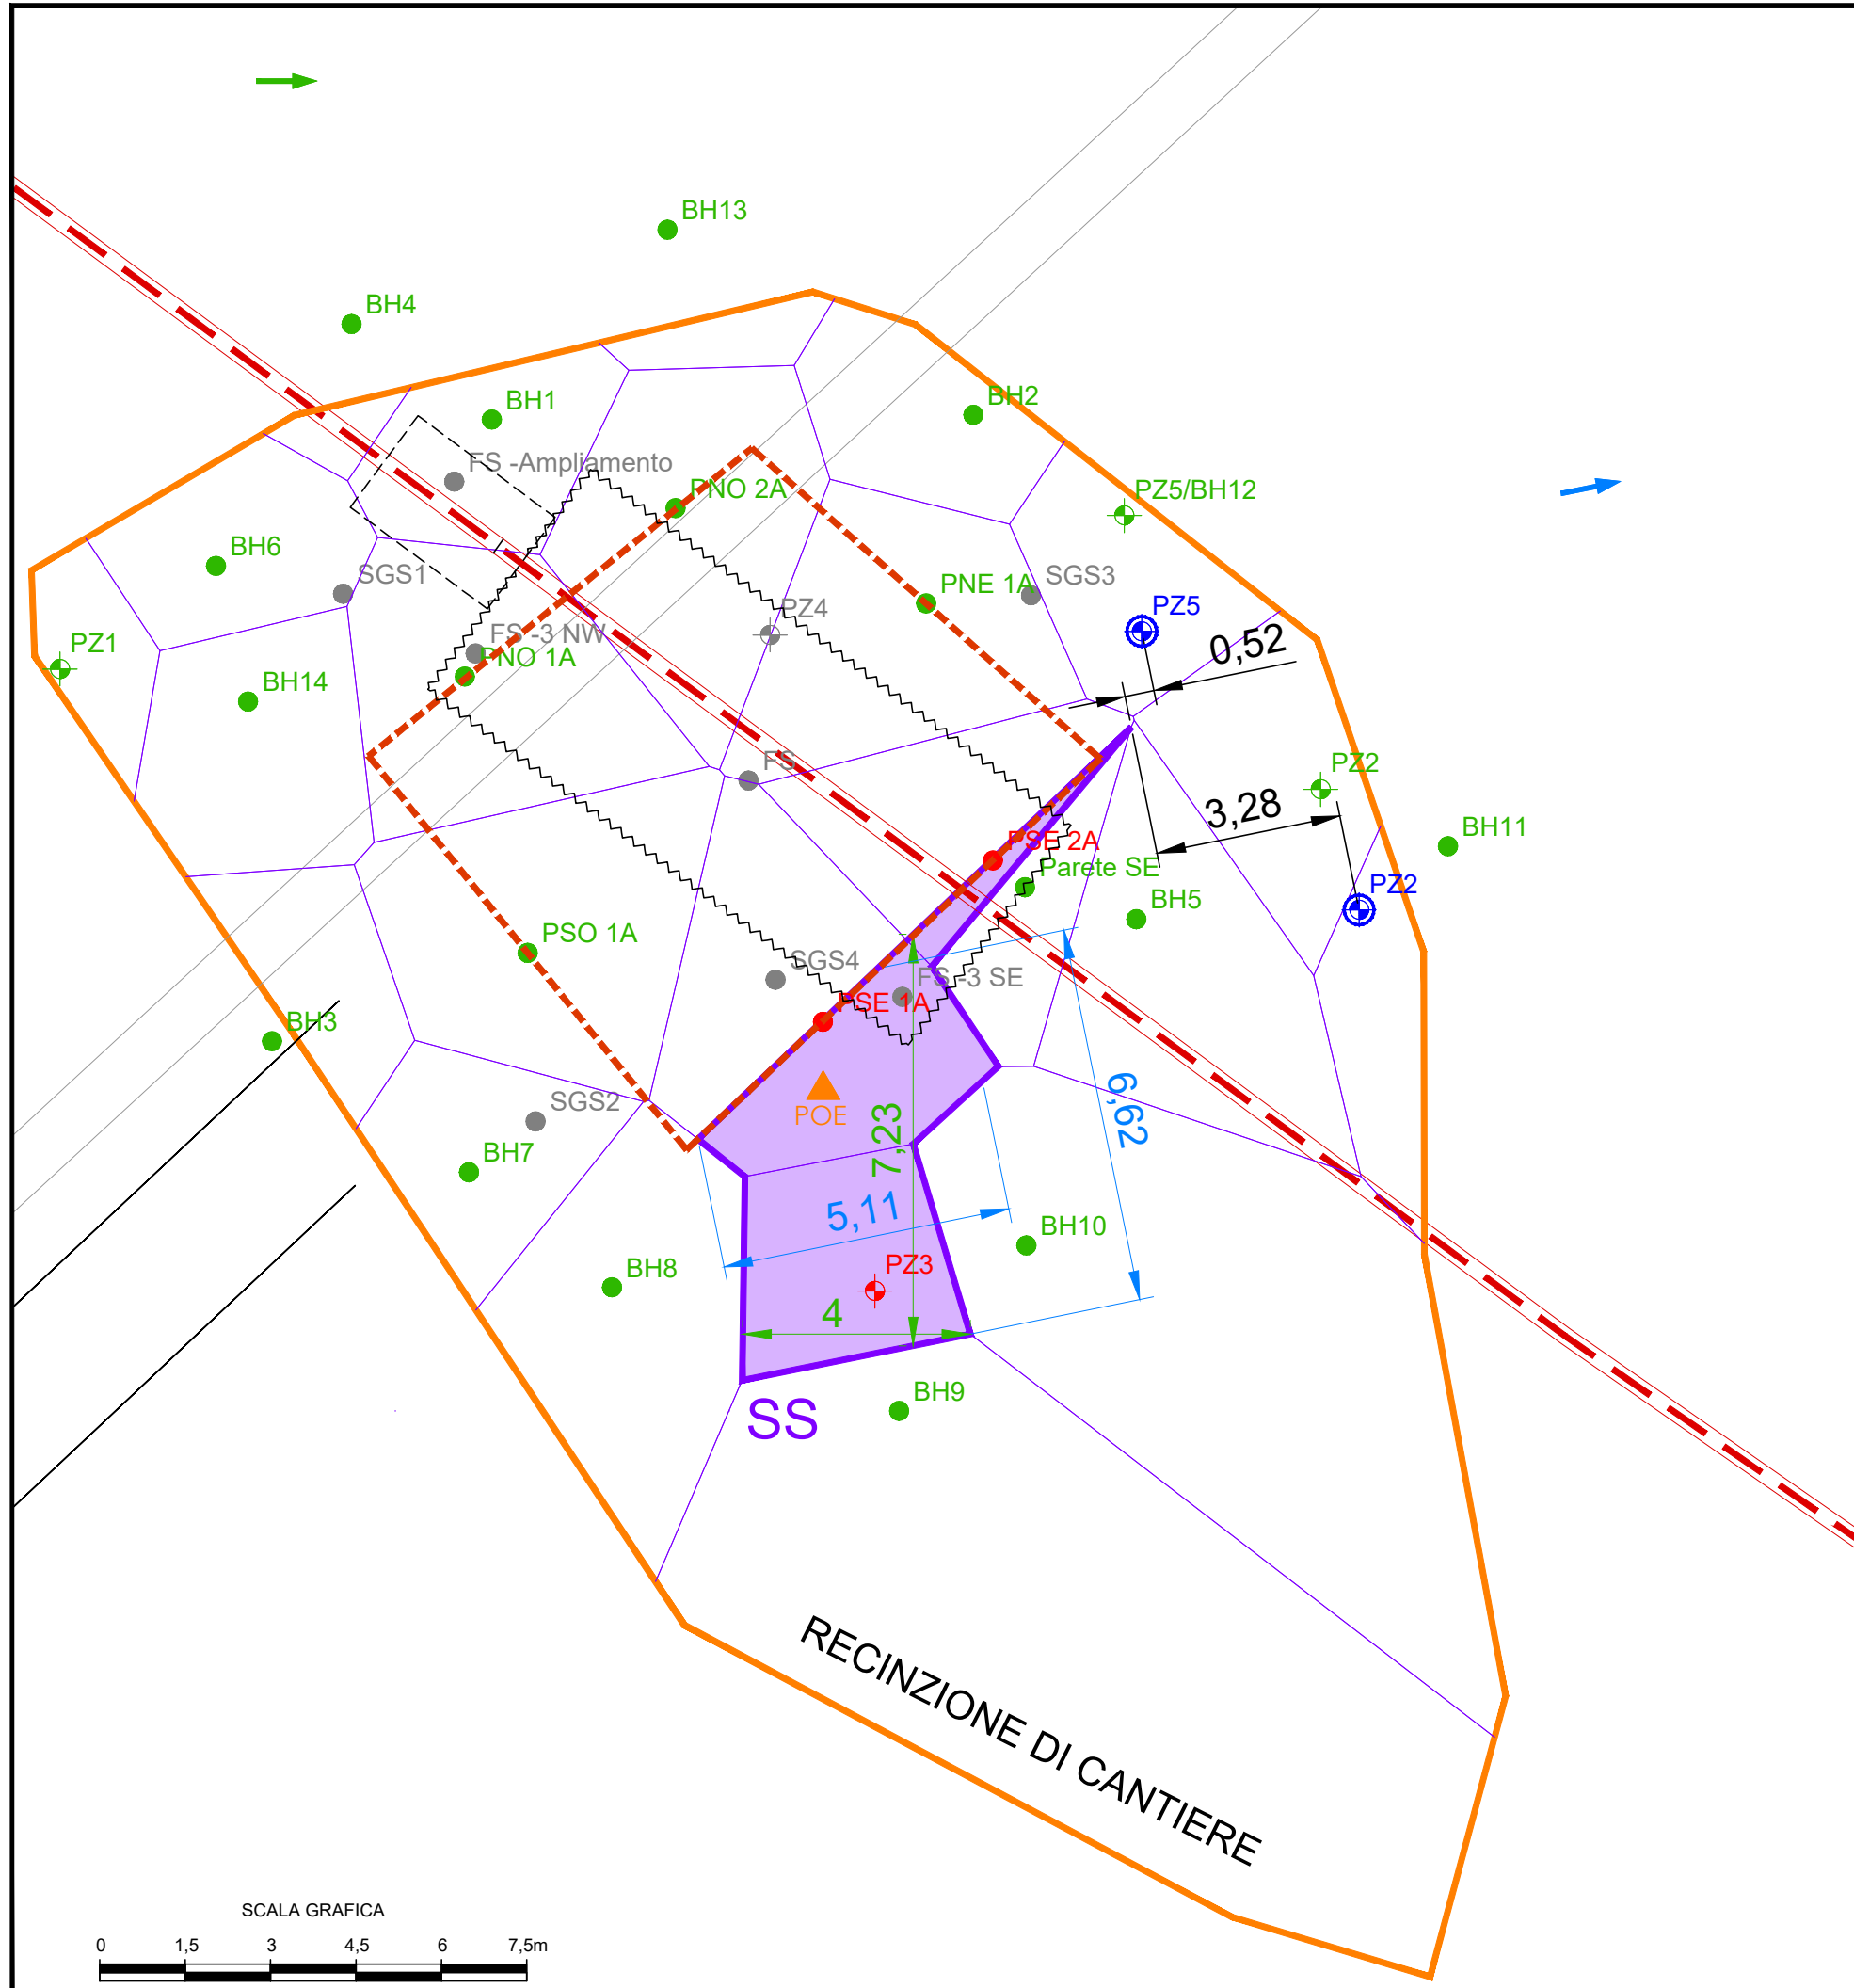 BH13
BH4
BH1
BH2
FS -Ampliamento
PNO 2A
PZ5/BH12
BH6
SGS1
PNE 1A
SGS3
PZ5
PZ4
FS -3 NW
PNO 1A
0,52
PZ1
BH14
FS
PZ2
3,28
PSE 2A
BH11
Parete SE
PZ2
BH5
PSO 1A
SGS4
FS -3 SE
PSE 1A
BH3
SGS2
POE
6,62
7,23
BH7
5,11
BH10
BH8
PZ3
4
BH9
SS
RECINZIONE DI CANTIERE
SCALA GRAFICA
0 1,5 3 4,5 6 7,5m